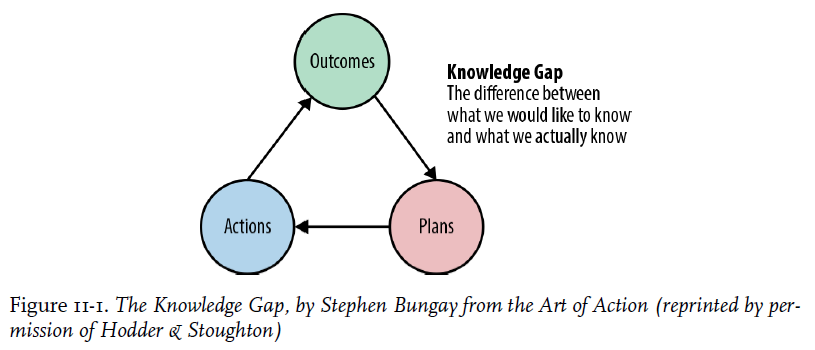 Outcomes
Knowledge Gap
The difference between
what we would like to know
and what we actually know
Actions
Plans
Figure 11-1. The Knowledge Gap, by Stephen Bungay from the Art of Action (reprinted by per-
mission of Hodder & Stoughton)